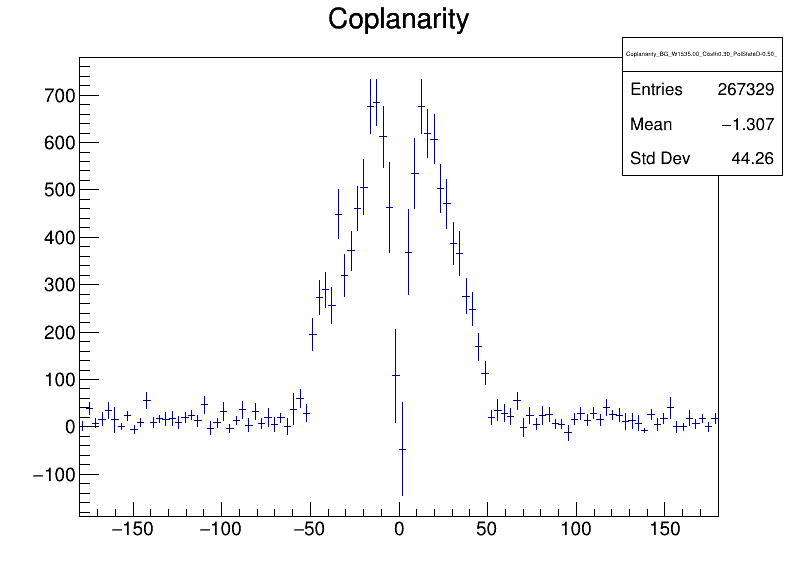 Coplanarity
Coplanarity_BG_W1535.00_Costh0.30_PolStateD-0.50_
Entries 267329
Mean −1.307
Std Dev 44.26
700
600
500
400
300
200
100
0
−100
−150 −100 −50 0 50 100 150